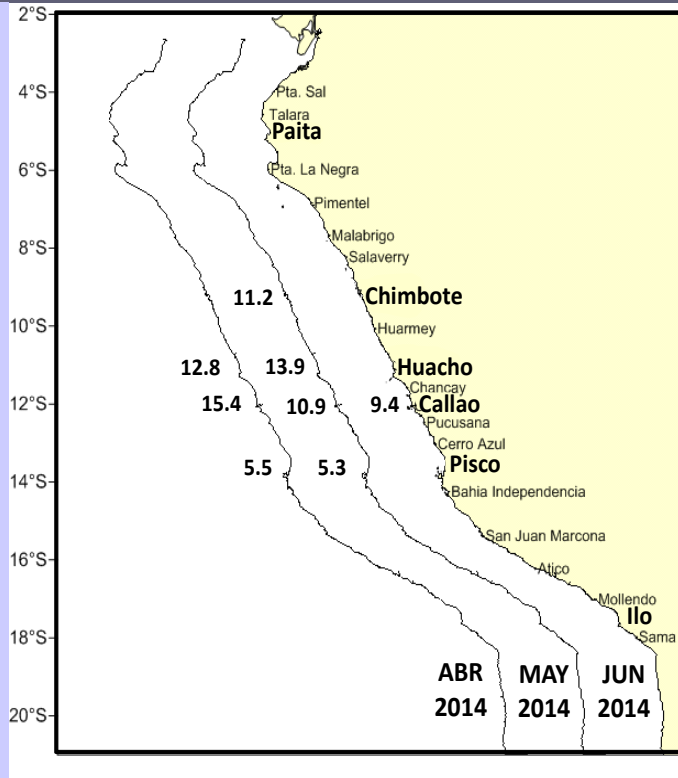 2°S
4°S
Pta. Sal
Talara
Paita
6°S
Pta. La Negra
Pimentel
Malabrigo
8°S
Salaverry
11.2
Chimbote
10°S
Huarmey
12.8
13.9
Huacho
Chancay
12°S
15.4
10.9
9.4
Callao
Pucusana
Cerro Azul
5.5
5.3
Pisco
14°S
Bahia Independencia
San Juan Marcona
16°S
Atico
Mollendo
Ilo
18°S
Sama
ABR
2014
MAY
2014
JUN
2014
20°S